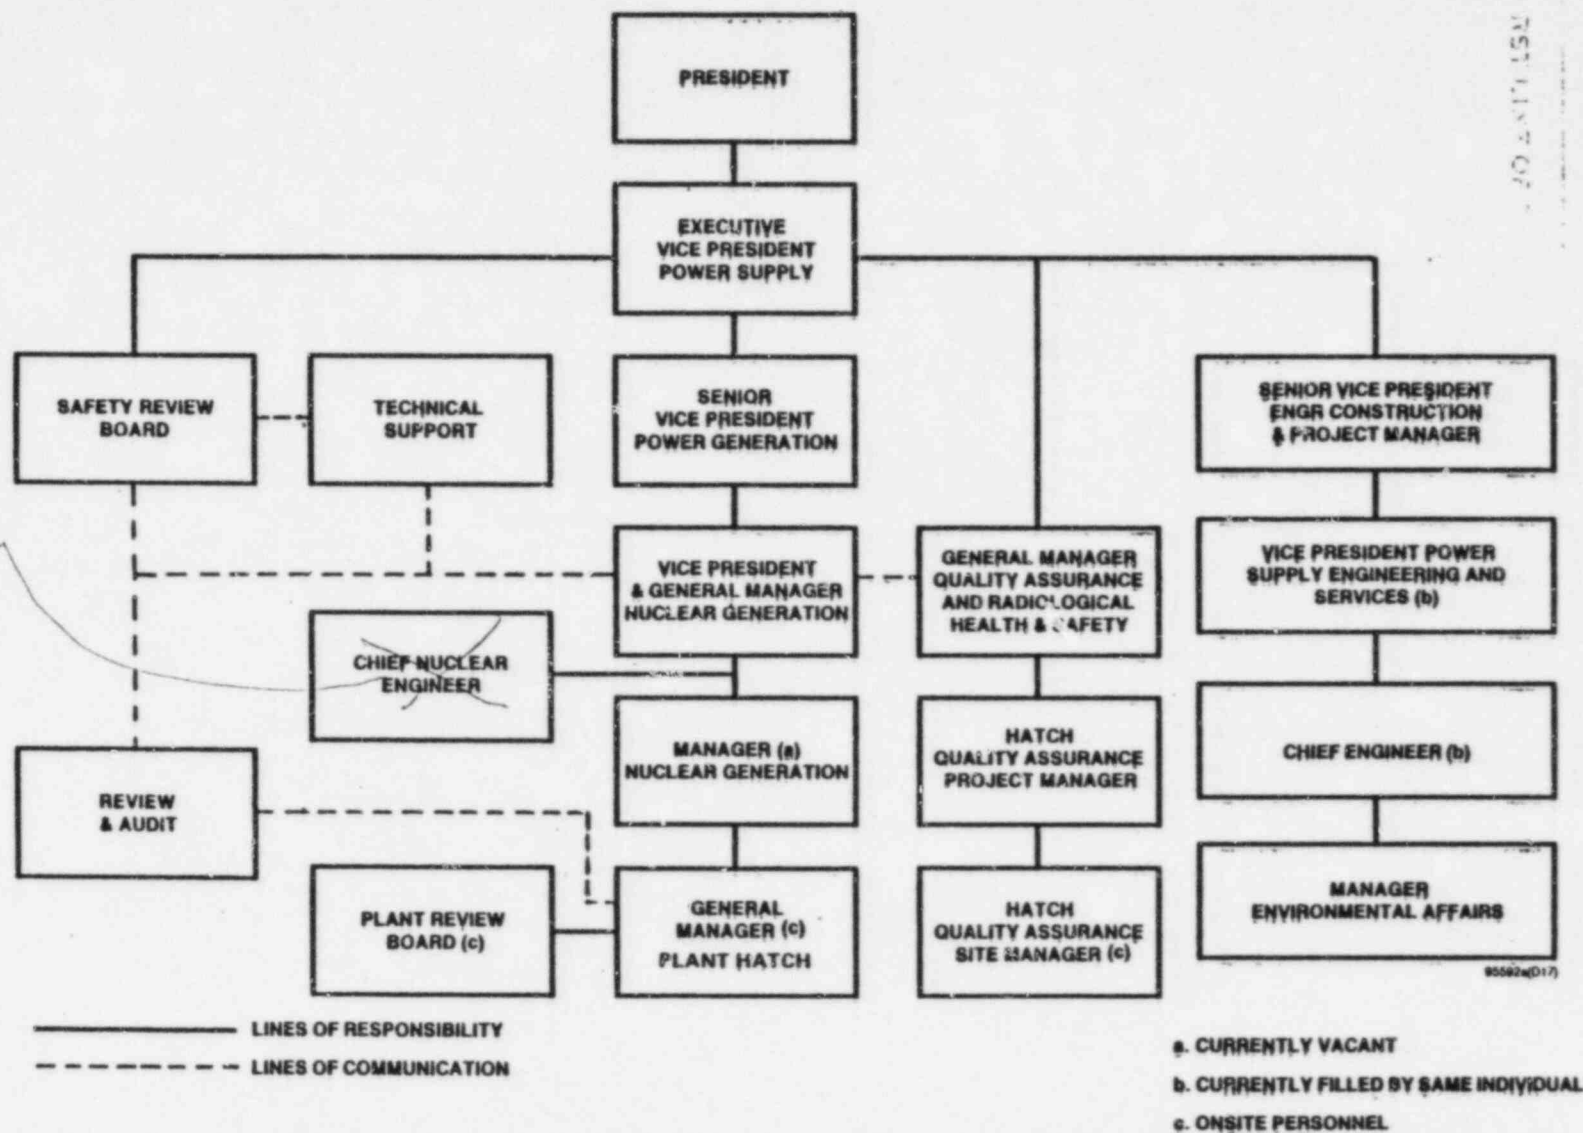 PRESIDENT
EXECUTIVE
VICE PRESIDENT
POWER SUPPLY
SAFETY REVIEW
BOARD
TECHNICAL
SUPPORT
SENIOR
VICE PRESIDENT
POWER GENERATION
SENIOR VICE PRESIDENT
ENGR CONSTRUCTION
& PROJECT MANAGER
VICE PRESIDENT
& GENERAL MANAGER
NUCLEAR GENERATION
GENERAL MANAGER
QUALITY ASSURANCE
AND RADIOLOGICAL
HEALTH & SAFETY
VICE PRESIDENT POWER
SUPPLY ENGINEERING AND
SERVICES (b)
CHIEF NUCLEAR
ENGINEER
MANAGER (a)
NUCLEAR GENERATION
HATCH
QUALITY ASSURANCE
PROJECT MANAGER
CHIEF ENGINEER (b)
REVIEW
& AUDIT
PLANT REVIEW
BOARD (c)
GENERAL
MANAGER (c)
PLANT HATCH
HATCH
QUALITY ASSURANCE
SITE MANAGER (c)
MANAGER
ENVIRONMENTAL AFFAIRS
95592a(D17)
LINES OF RESPONSIBILITY
LINES OF COMMUNICATION
a. CURRENTLY VACANT
b. CURRENTLY FILLED BY SAME INDIVIDUAL
c. ONSITE PERSONNEL